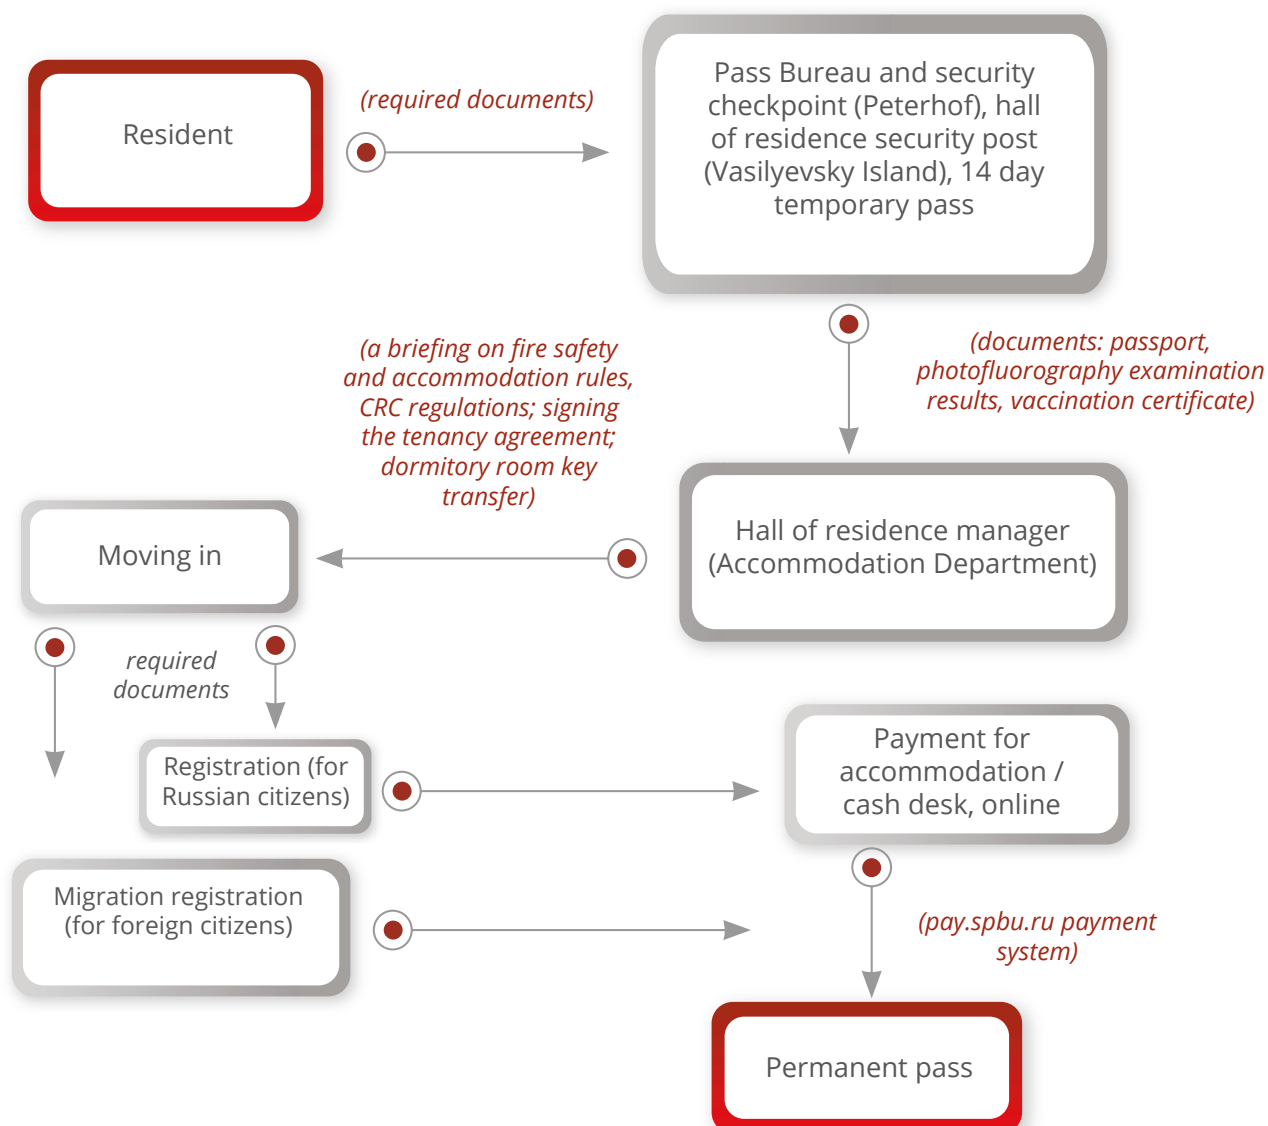 Resident
(required documents)
Pass Bureau and security
checkpoint (Peterhof), hall
of residence security post
(Vasilyevsky Island), 14 day
temporary pass
(documents: passport,
photofluorography examination
results, vaccination certificate)
(a briefing on fire safety
and accommodation rules,
CRC regulations; signing
the tenancy agreement;
dormitory room key
transfer)
Hall of residence manager
(Accommodation Department)
Moving in
required
documents
Registration (for
Russian citizens)
Payment for
accommodation /
cash desk, online
Migration registration
(for foreign citizens)
(pay.spbu.ru payment
system)
Permanent pass